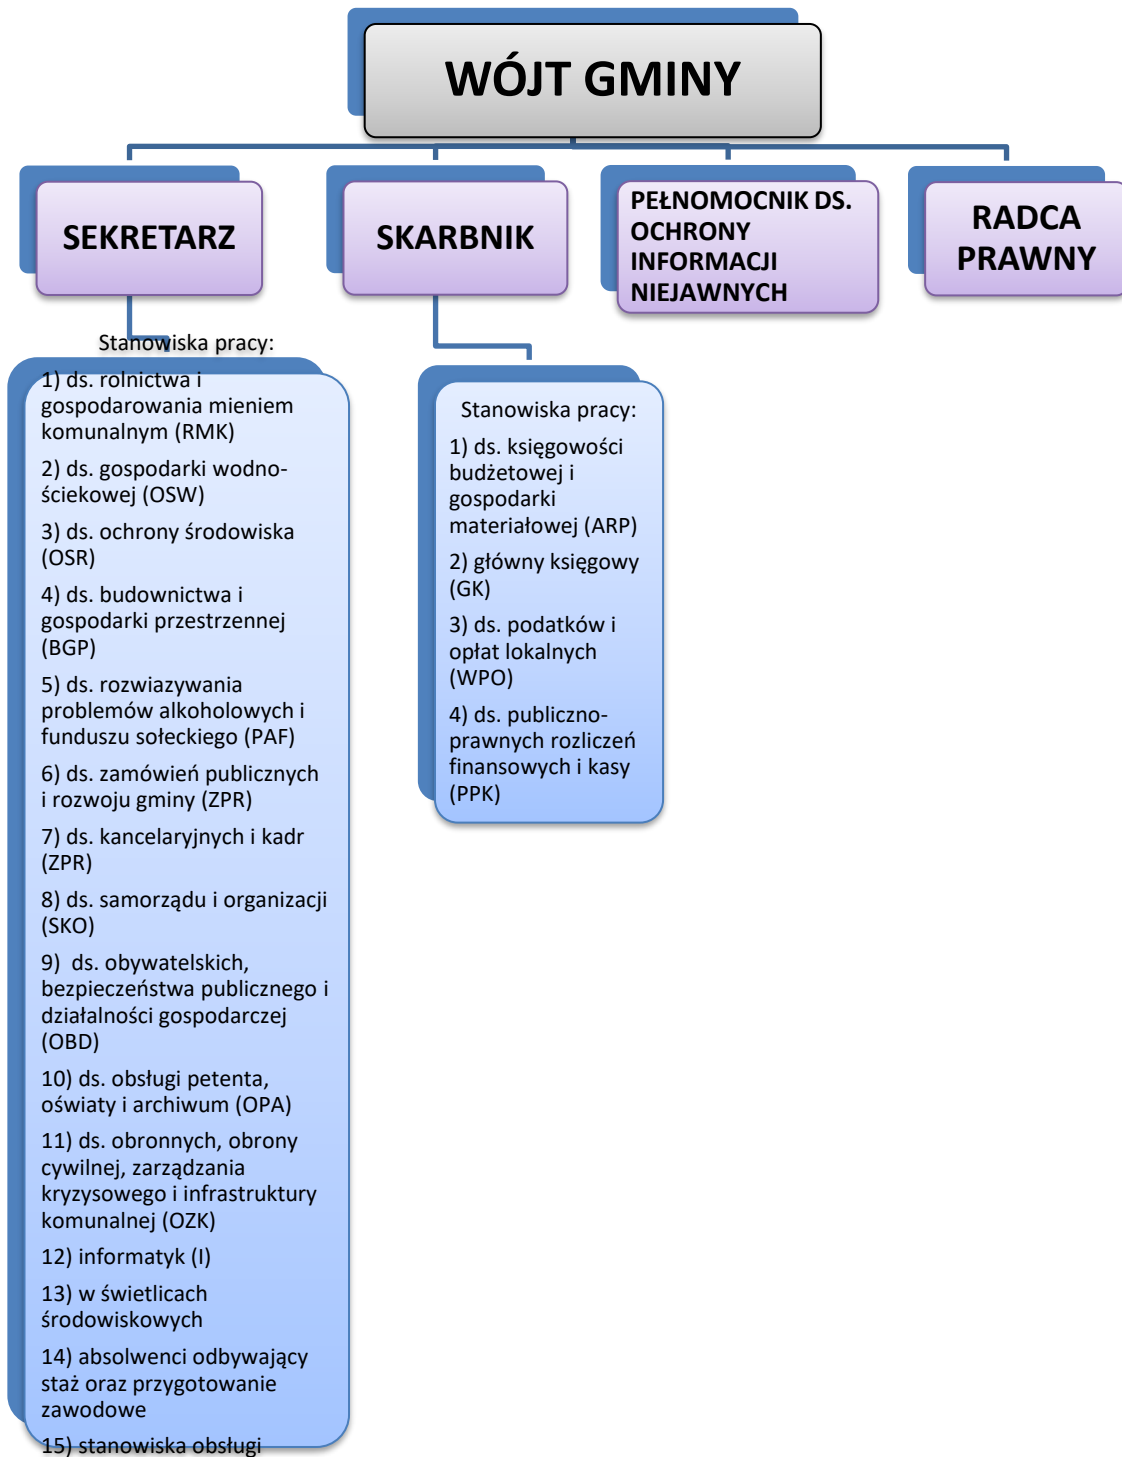 WÓJT GMINY
SEKRETARZ
SKARBNIK
PEŁNOMOCNIK DS.
OCHRONY
INFORMACJI
NIEJAWNYCH
RADCA
PRAWNY
Stanowiska pracy:
1) ds. rolnictwa i
gospodarowania mieniem
komunalnym (RMK)
2) ds. gospodarki wodno-
ściekowej (OSW)
3) ds. ochrony środowiska
(OSR)
4) ds. budownictwa i
gospodarki przestrzennej
(BGP)
5) ds. rozwiazywania
problemów alkoholowych i
funduszu sołeckiego (PAF)
6) ds. zamówień publicznych
i rozwoju gminy (ZPR)
7) ds. kancelaryjnych i kadr
(ZPR)
8) ds. samorządu i organizacji
(SKO)
9) ds. obywatelskich,
bezpieczeństwa publicznego i
działalności gospodarczej
(OBD)
10) ds. obsługi petenta,
oświaty i archiwum (OPA)
11) ds. obronnych, obrony
cywilnej, zarządzania
kryzysowego i infrastruktury
komunalnej (OZK)
12) informatyk (I)
13) w świetlicach
środowiskowych
14) absolwenci odbywający
staż oraz przygotowanie
zawodowe
15) stanowiska obsługi
Stanowiska pracy:
1) ds. księgowości
budżetowej i
gospodarki
materiałowej (ARP)
2) główny księgowy
(GK)
3) ds. podatków i
opłat lokalnych
(WPO)
4) ds. publiczno-
prawnych rozliczeń
finansowych i kasy
(PPK)